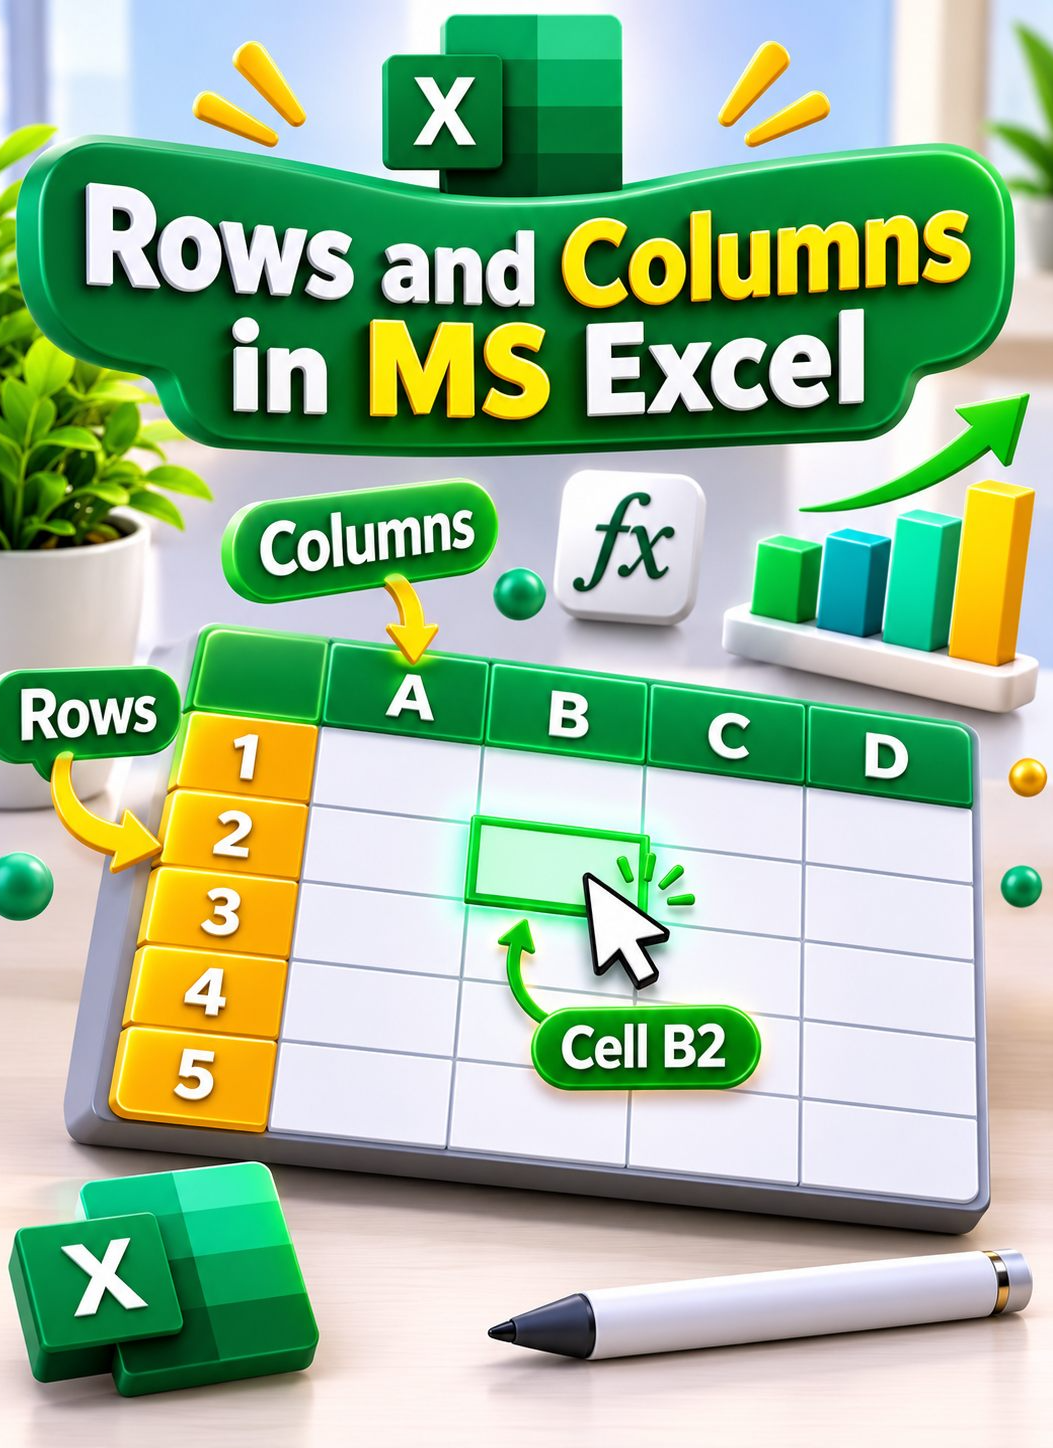 X
Rows and Columns
in MS Excel
Columns
fx
Rows
A B C D
1
2
3
4
5
Cell B2
X